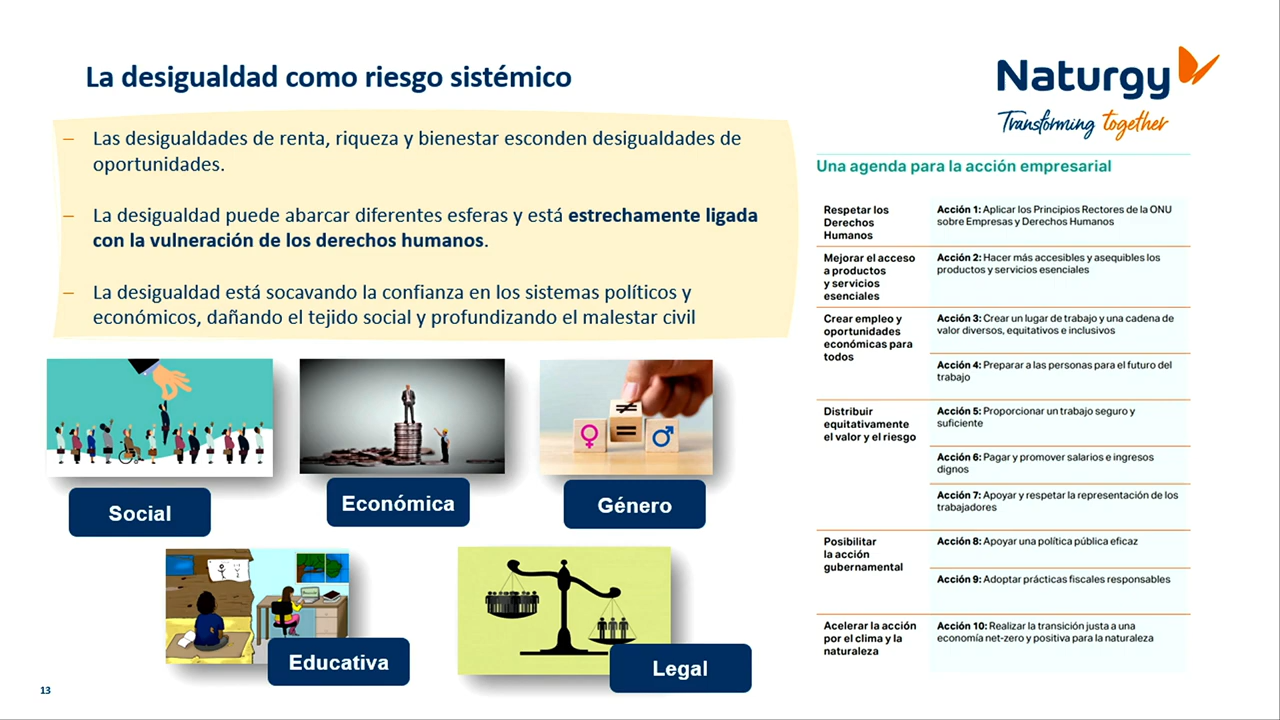 La desigualdad como riesgo sistémico
Naturgy
Transforming together
– Las desigualdades de renta, riqueza y bienestar esconden desigualdades de
oportunidades.
– La desigualdad puede abarcar diferentes esferas y está estrechamente ligada
con la vulneración de los derechos humanos.
– La desigualdad está socavando la confianza en los sistemas políticos y
económicos, dañando el tejido social y profundizando el malestar civil
Social
Económica
≠
=
Género
Educativa
Legal
Una agenda para la acción empresarial
Respetar los
Derechos
Humanos
Acción 1: Aplicar los Principios Rectores de la ONU
sobre Empresas y Derechos Humanos
Mejorar el acceso
a productos
y servicios
esenciales
Acción 2: Hacer más accesibles y asequibles los
productos y servicios esenciales
Crear empleo y
oportunidades
económicas para
todos
Acción 3: Crear un lugar de trabajo y una cadena de
valor diversos, equitativos e inclusivos
Acción 4: Preparar a las personas para el futuro del
trabajo
Distribuir
equitativamente
el valor y el riesgo
Acción 5: Proporcionar un trabajo seguro y
suficiente
Acción 6: Pagar y promover salarios e ingresos
dignos
Acción 7: Apoyar y respetar la representación de los
trabajadores
Posibilitar
la acción
gubernamental
Acción 8: Apoyar una política pública eficaz
Acción 9: Adoptar prácticas fiscales responsables
Acelerar la acción
por el clima y la
naturaleza
Acción 10: Realizar la transición justa a una
economía net-zero y positiva para la naturaleza
13